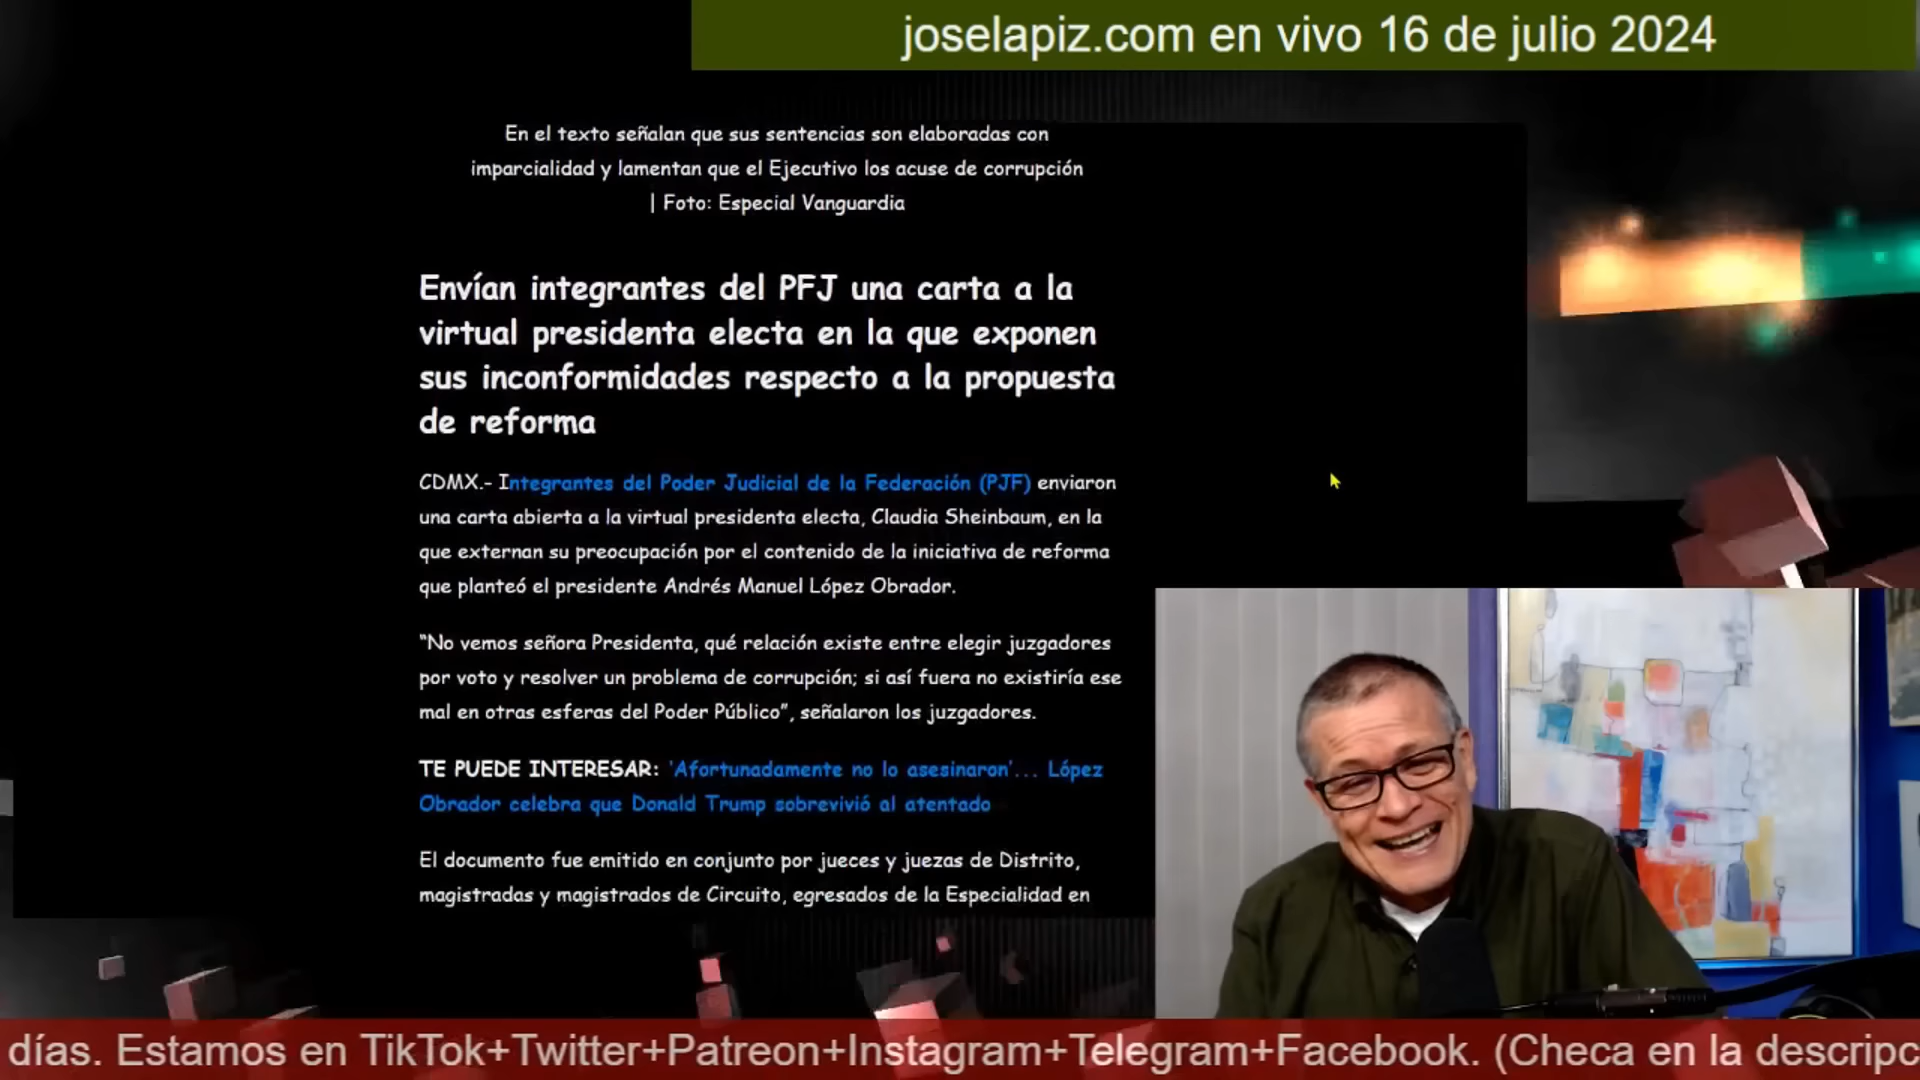 joselapiz.com en vivo 16 de julio 2024
En el texto señalan que sus sentencias son elaboradas con
imparcialidad y lamentan que el Ejecutivo los acuse de corrupción
| Foto: Especial Vanguardia
Envían integrantes del PFJ una carta a la
virtual presidenta electa en la que exponen
sus inconformidades respecto a la propuesta
de reforma
CDMX.- Integrantes del Poder Judicial de la Federación (PJF) enviaron
una carta abierta a la virtual presidenta electa, Claudia Sheinbaum, en la
que externan su preocupación por el contenido de la iniciativa de reforma
que planteó el presidente Andrés Manuel López Obrador.
“No vemos señora Presidenta, qué relación existe entre elegir juzgadores
por voto y resolver un problema de corrupción; si así fuera no existiría ese
mal en otras esferas del Poder Público”, señalaron los juzgadores.
TE PUEDE INTERESAR: ‘Afortunadamente no lo asesinaron’... López
Obrador celebra que Donald Trump sobrevivió al atentado
El documento fue emitido en conjunto por jueces y juezas de Distrito,
magistradas y magistrados de Circuito, egresados de la Especialidad en
días. Estamos en TikTok+Twitter+Patreon+Instagram+Telegram+Facebook. (Checa en la descripc